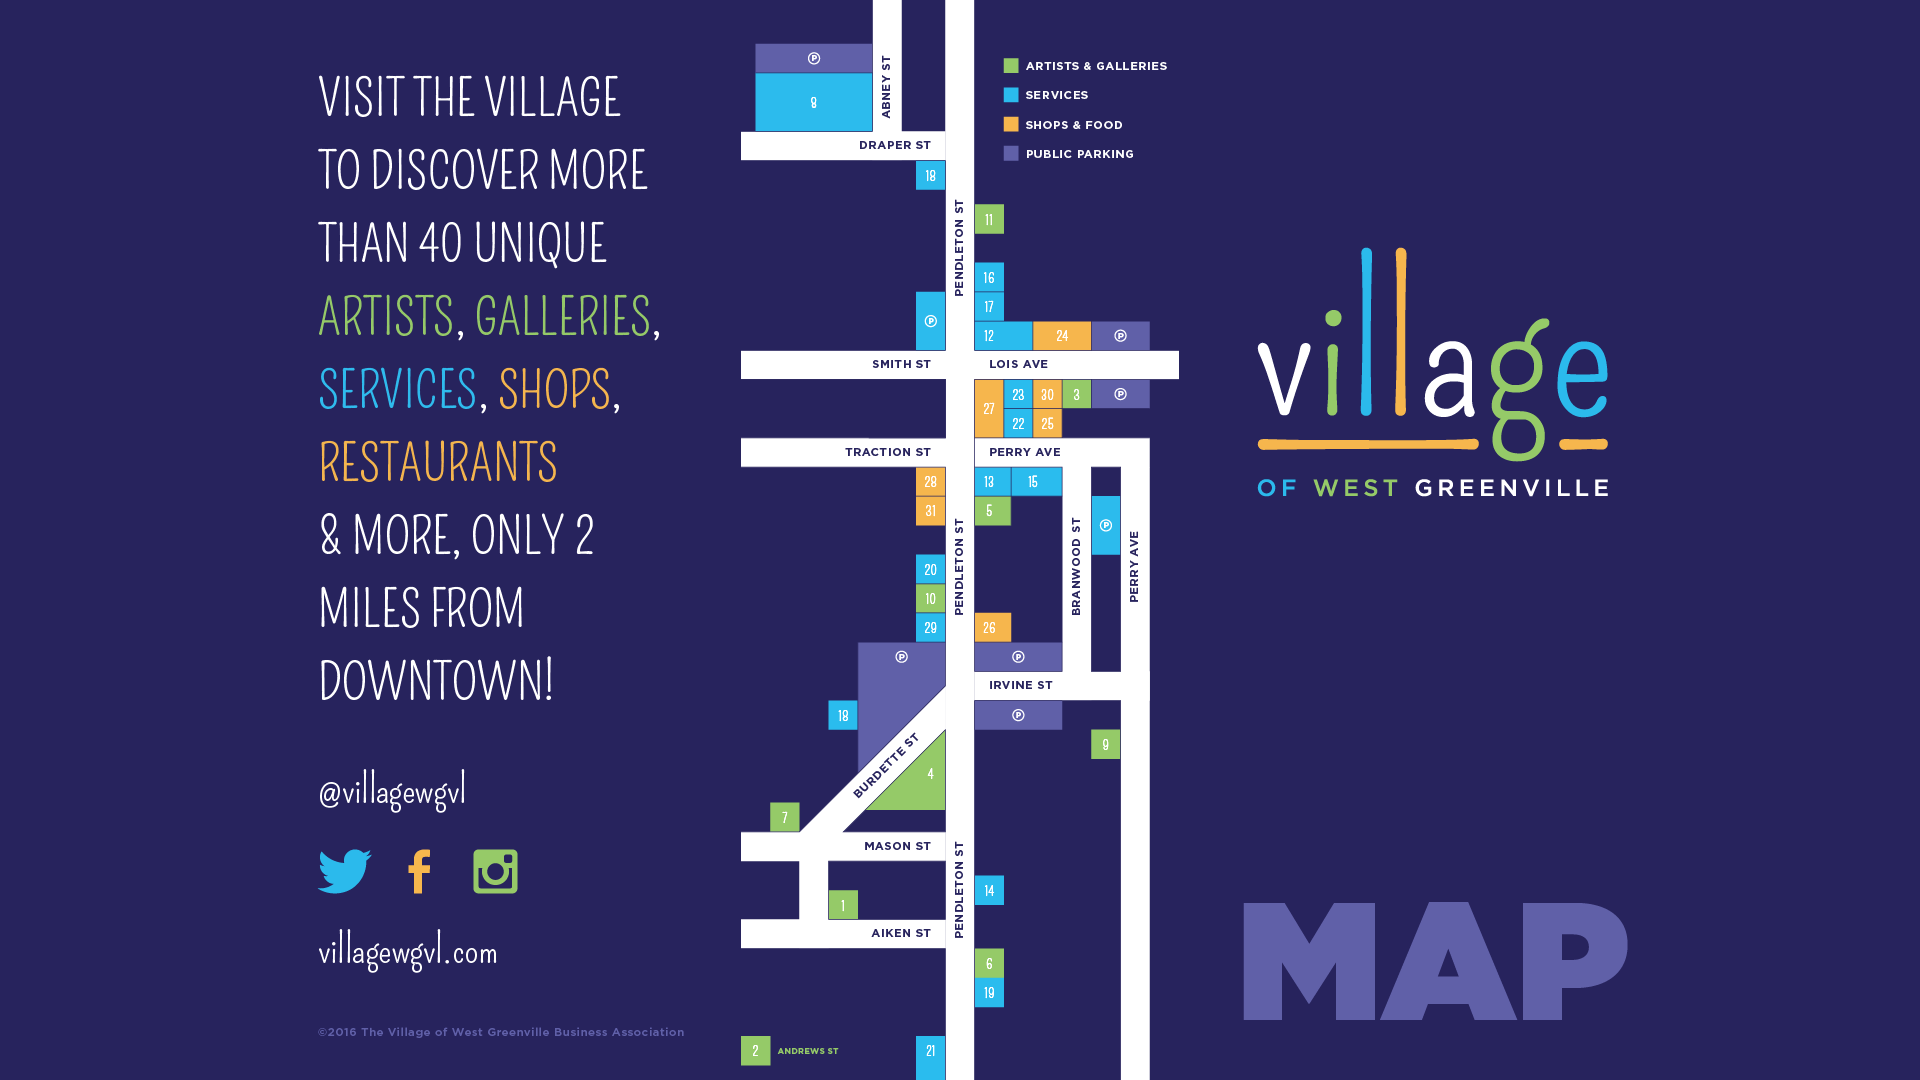 VISIT THE VILLAGE
TO DISCOVER MORE
THAN 40 UNIQUE
ARTISTS, GALLERIES,
SERVICES, SHOPS,
RESTAURANTS
& MORE, ONLY 2
MILES FROM
DOWNTOWN!
@villagewgvl
f
villagewgvl.com
©2016 The Village of West Greenville Business Association
P
8
ABNEY ST
DRAPER ST
18
PENDLETON ST
11
16
17
P
12
24
P
SMITH ST
LOIS AVE
27
23
30
3
P
22
25
TRACTION ST
PERRY AVE
28
13
15
31
5
P
PENDLETON ST
BRANWOOD ST
PERRY AVE
20
10
29
26
P
P
IRVINE ST
18
P
BURDETTE ST
9
4
7
MASON ST
PENDLETON ST
14
1
AIKEN ST
6
19
2
ANDREWS ST
21
ARTISTS & GALLERIES
SERVICES
SHOPS & FOOD
PUBLIC PARKING
village
OF WEST GREENVILLE
MAP